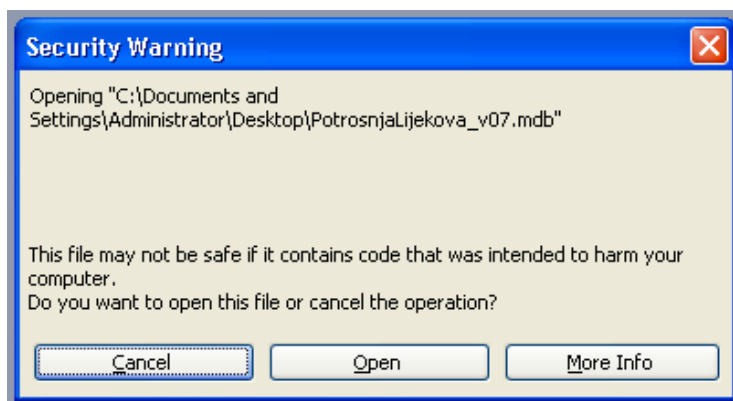 Security Warning
Opening "C:\Documents and
Settings\Administrator\Desktop\PotrosnjaLijekova_v07.mdb"
This file may not be safe if it contains code that was intended to harm your
computer.
Do you want to open this file or cancel the operation?
Cancel Open More Info